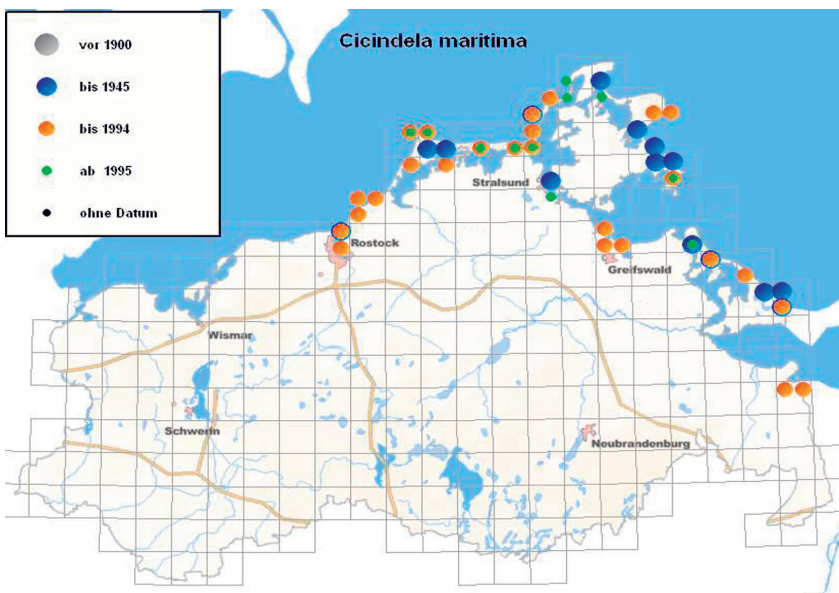 Cicindela maritima
vor 1900
bis 1945
bis 1994
ab 1995
ohne Datum
Stralsund
Rostock
Greifswald
Wismar
Schwerin
Neubrandenburg